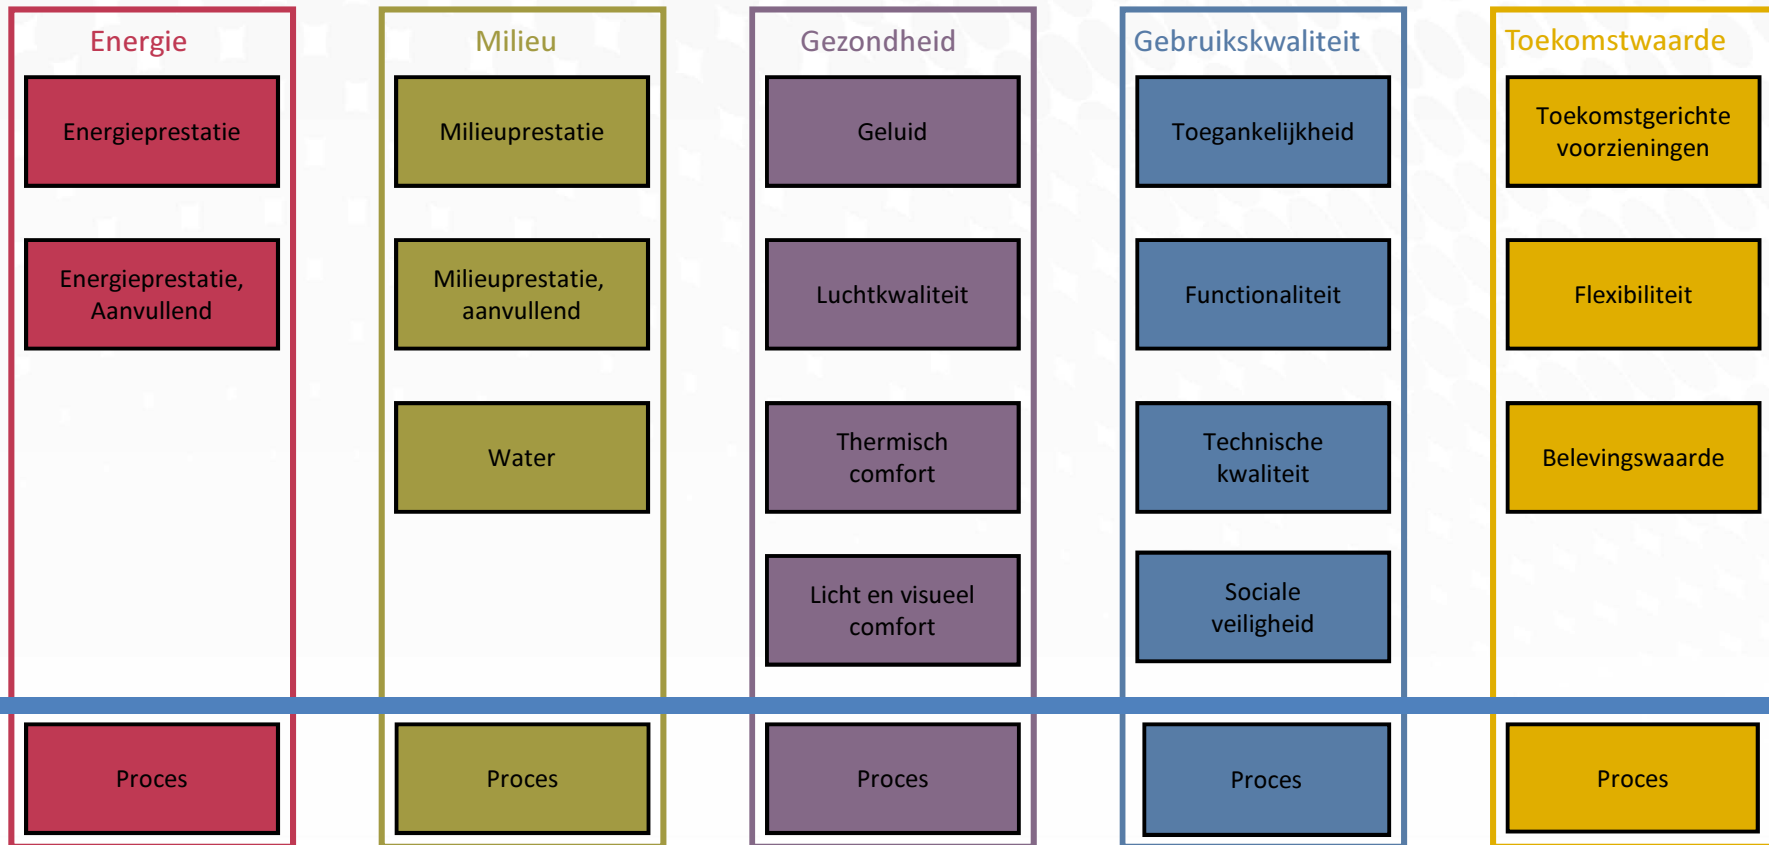 Energie
Energieprestatie
Energieprestatie,
Aanvullend
Proces
Milieu
Milieuprestatie
Milieuprestatie,
aanvullend
Water
Proces
Gezondheid
Geluid
Luchtkwaliteit
Thermisch
comfort
Licht en visueel
comfort
Proces
Gebruikskwaliteit
Toegankelijkheid
Functionaliteit
Technische
kwaliteit
Sociale
veiligheid
Proces
Toekomstwaarde
Toekomstgerichte
voorzieningen
Flexibiliteit
Belevingswaarde
Proces